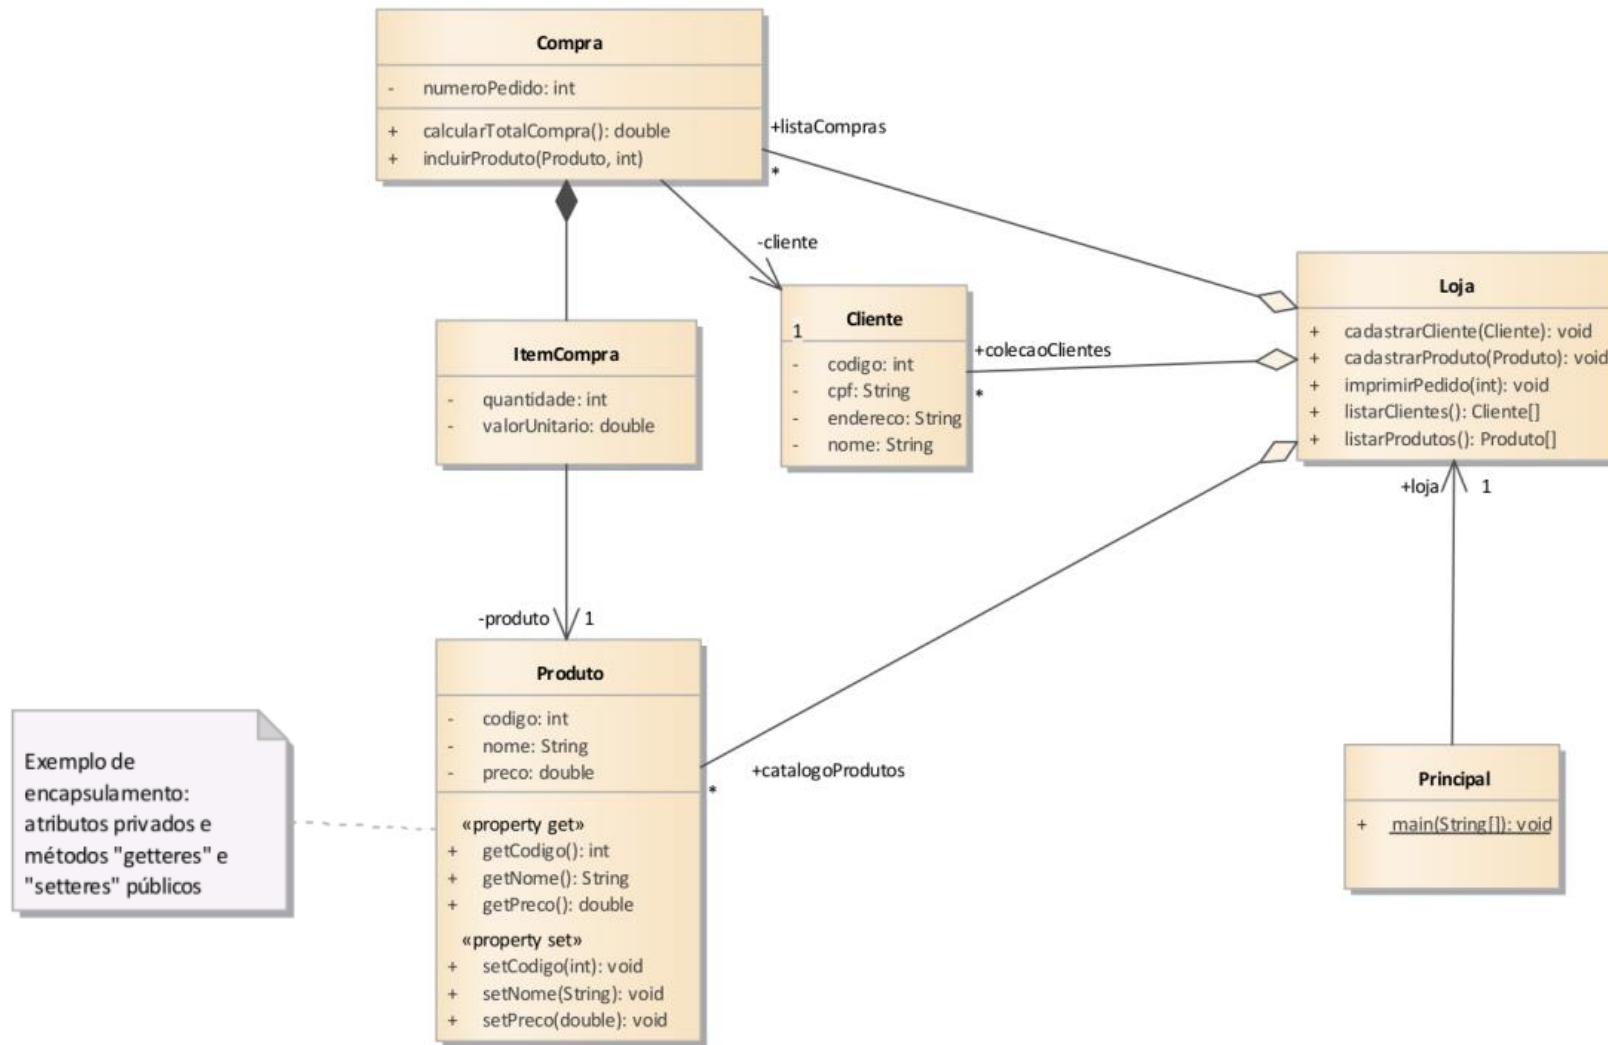 Compra
- numeroPedido: int
+ calcularTotalCompra(): double
+ incluirProduto(Produto, int)
+listaCompras
*
-cliente
1
Cliente
- codigo: int
- cpf: String
- endereco: String
- nome: String
+colecaoClientes
*
Loja
+ cadastrarCliente(Cliente): void
+ cadastrarProduto(Produto): void
+ imprimirPedido(int): void
+ listarClientes(): Cliente[]
+ listarProdutos(): Produto[]
+loja
1
ItemCompra
- quantidade: int
- valorUnitario: double
-produto
1
Produto
- codigo: int
- nome: String
- preco: double
«property get»
+ getCodigo(): int
+ getNome(): String
+ getPreco(): double
«property set»
+ setCodigo(int): void
+ setNome(String): void
+ setPreco(double): void
+catalogoProdutos
*
Principal
+ main(String[]): void
Exemplo de
encapsulamento:
atributos privados e
métodos "getteres" e
"setteres" públicos